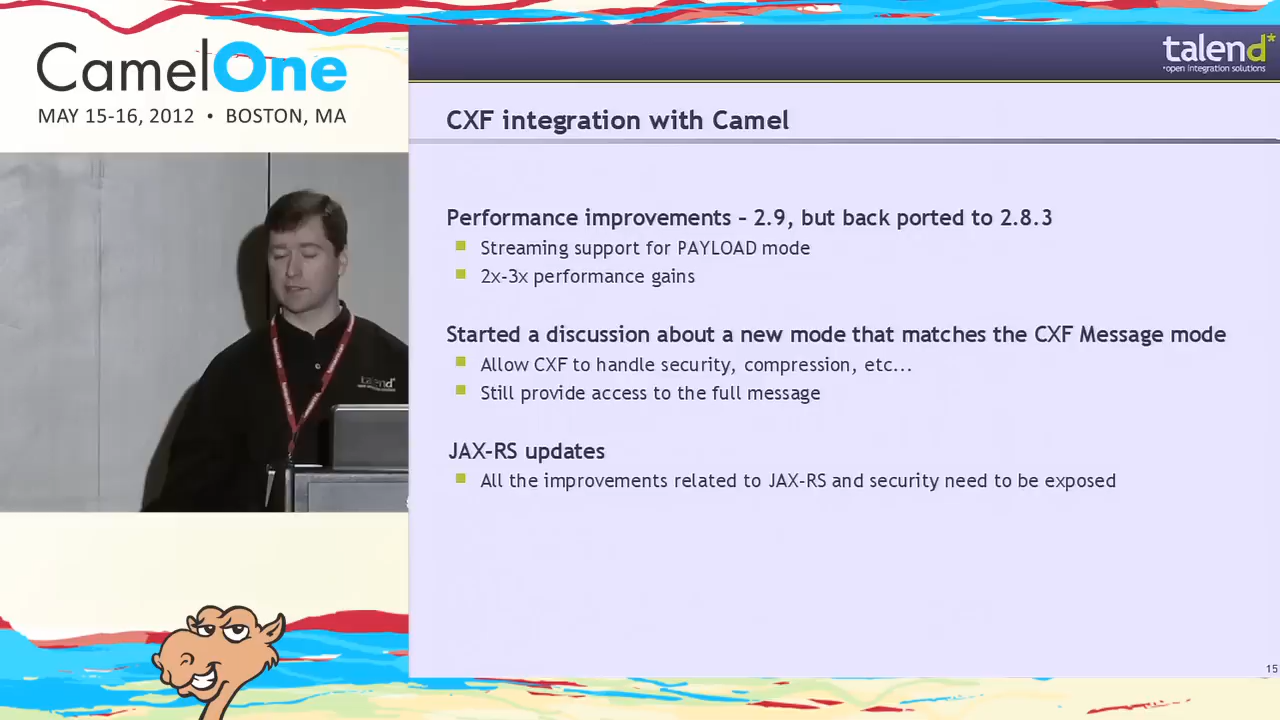 CamelOne
MAY 15-16, 2012 • BOSTON, MA
talend*
*open integration solutions
CXF integration with Camel
Performance improvements – 2.9, but back ported to 2.8.3
Streaming support for PAYLOAD mode
2x-3x performance gains
Started a discussion about a new mode that matches the CXF Message mode
Allow CXF to handle security, compression, etc...
Still provide access to the full message
JAX-RS updates
All the improvements related to JAX-RS and security need to be exposed
15
talend*